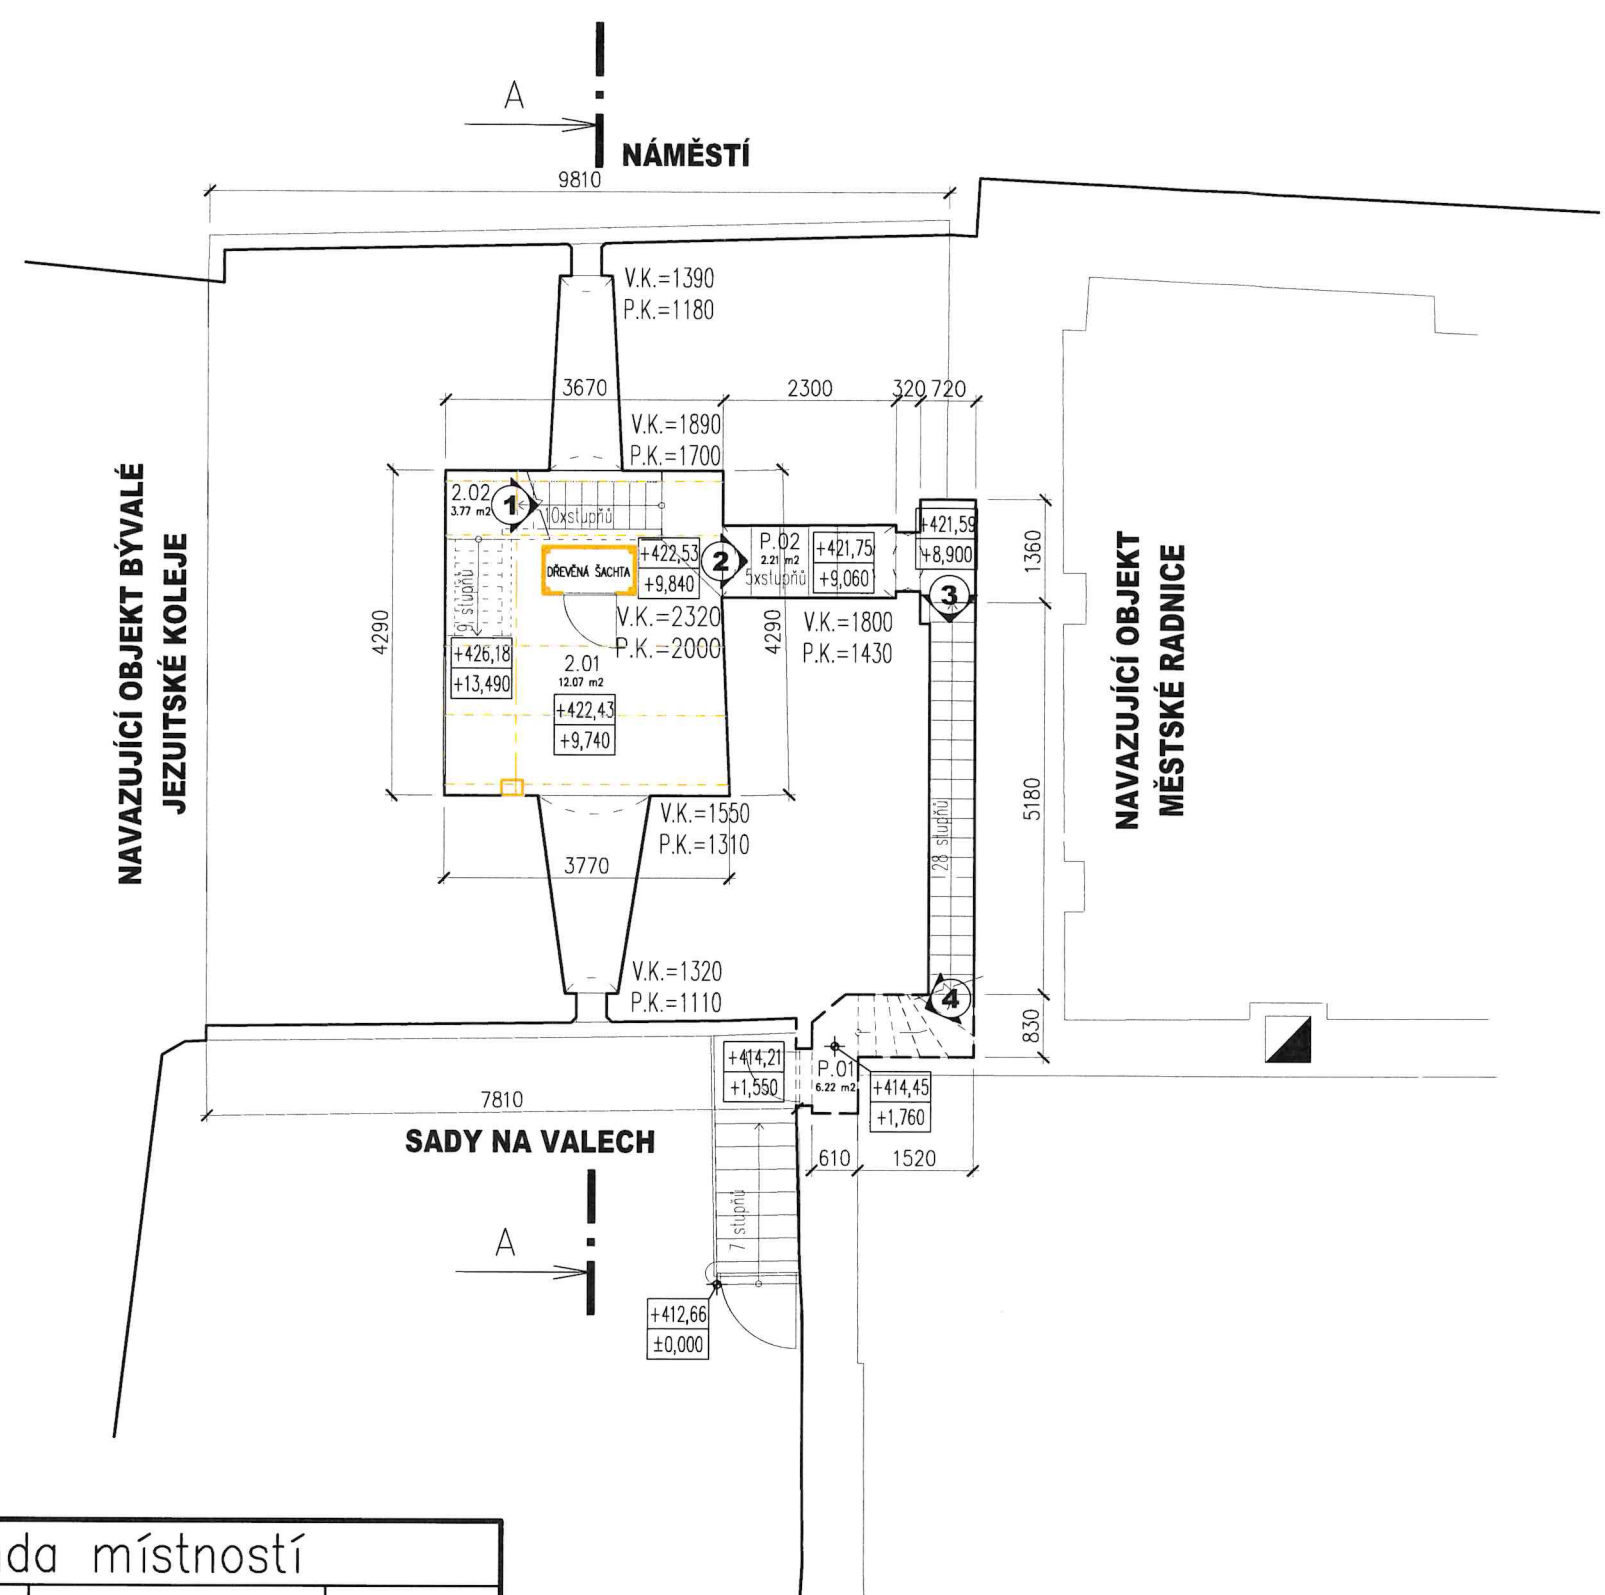 A
NÁMĚSTÍ
9810
V.K.=1390
P.K.=1180
3670
2300
320
720
V.K.=1890
P.K.=1700
NAVAZUJÍCÍ OBJEKT BÝVALÉ
JEZUITSKÉ KOLEJE
4290
2.02
3.77 m2
1
10xstupňů
9 stupňů
DŘEVĚNÁ ŠACHTA
+422,53
+9,840
2
P.02
2.21 m2
5xstupňů
+421,75
+9,060
+421,59
+8,900
3
1360
V.K.=2320
P.K.=2000
4290
V.K.=1800
P.K.=1430
+426,18
+13,490
2.01
12.07 m2
+422,43
+9,740
NAVAZUJÍCÍ OBJEKT
MĚSTSKÉ RADNICE
5180
28 stupňů
V.K.=1550
P.K.=1310
3770
V.K.=1320
P.K.=1110
4
830
+414,21
+1,550
P.01
6.22 m2
+414,45
+1,760
7810
SADY NA VALECH
610
1520
7 stupňů
A
+412,66
±0,000
da místností